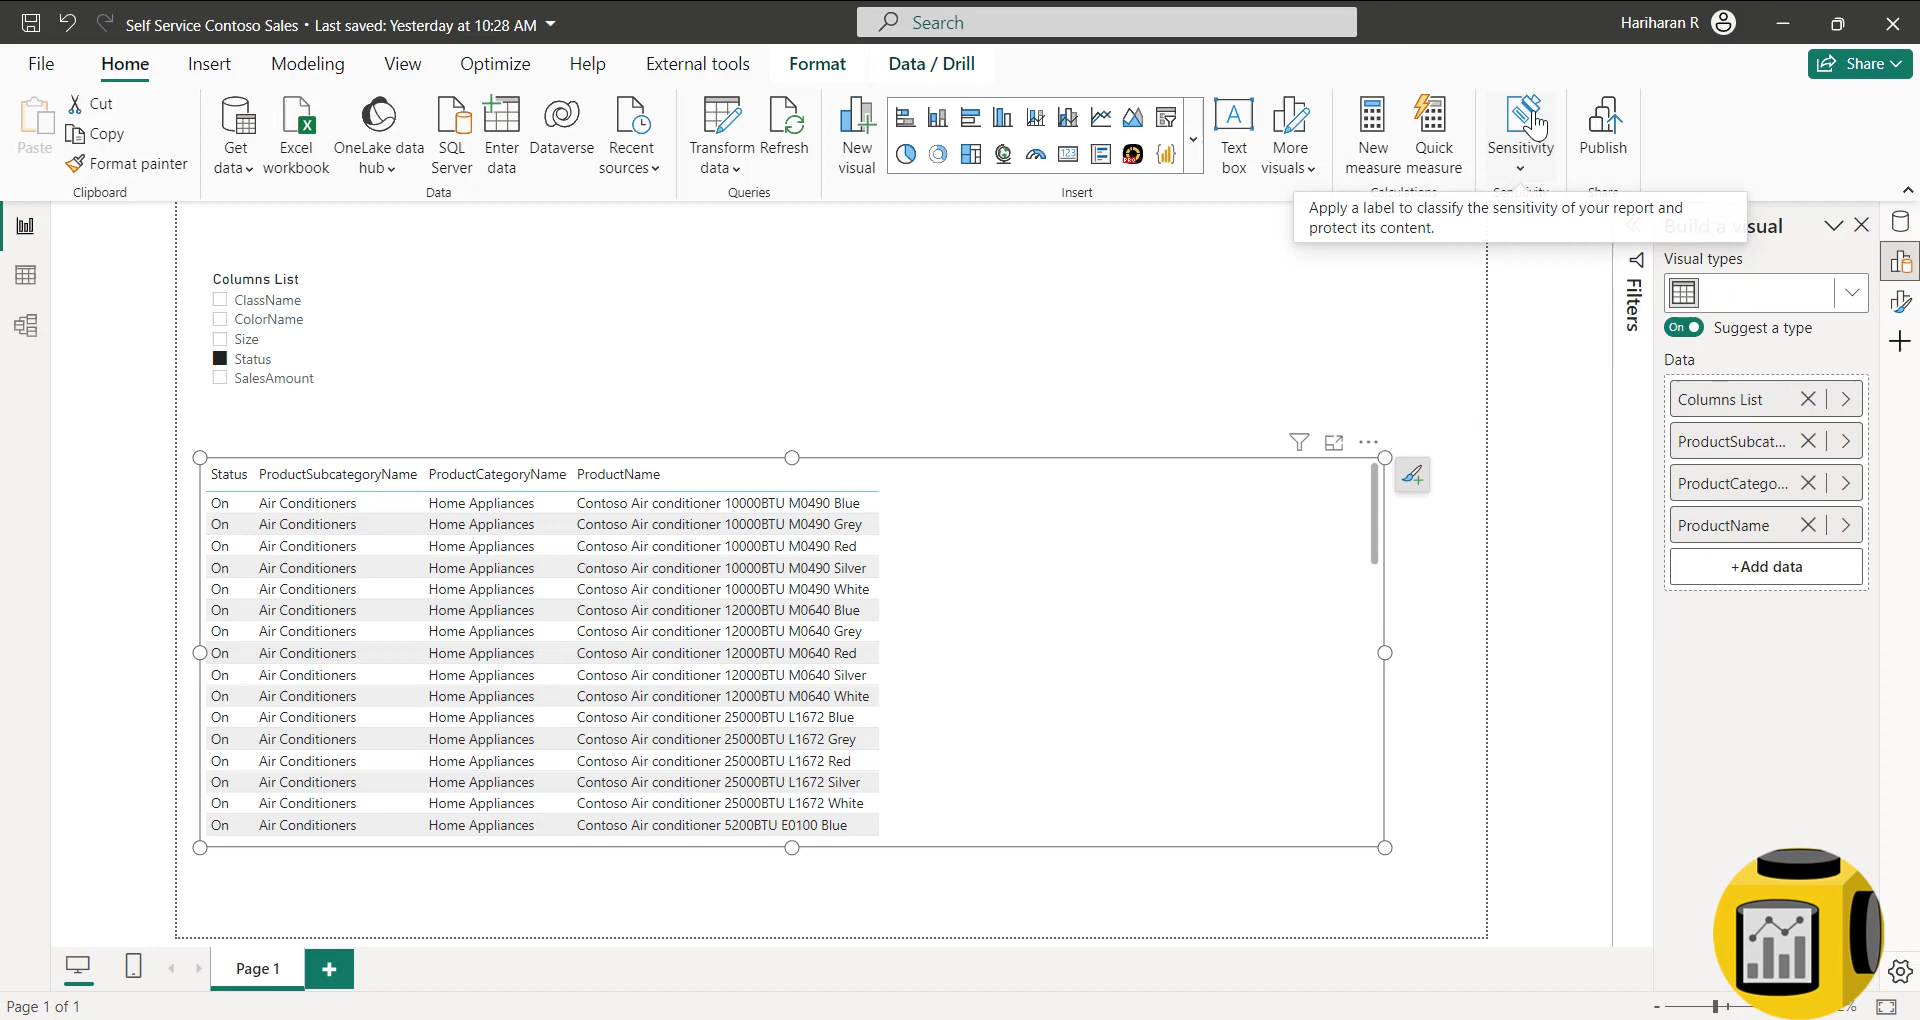 Self Service Contoso Sales • Last saved: Yesterday at 10:28 AM
Search
Hariharan R
File
Home
Insert
Modeling
View
Optimize
Help
External tools
Format
Data / Drill
Share
Paste
Cut
Copy
Format painter
Clipboard
Get data
Excel workbook
OneLake data hub
SQL Server
Enter data
Dataverse
Recent sources
Data
Transform data
Refresh
Queries
New visual
123
PRO
Insert
A
Text box
More visuals
New measure
Quick measure
Sensitivity
Publish
Apply a label to classify the sensitivity of your report and
protect its content.
Build a visual
Visual types
On
Suggest a type
Filters
Data
Columns List
ProductSubcat...
ProductCatego...
ProductName
+Add data
Columns List
ClassName
ColorName
Size
Status
SalesAmount
Status ProductSubcategoryName ProductCategoryName ProductName
On Air Conditioners Home Appliances Contoso Air conditioner 10000BTU M0490 Blue
On Air Conditioners Home Appliances Contoso Air conditioner 10000BTU M0490 Grey
On Air Conditioners Home Appliances Contoso Air conditioner 10000BTU M0490 Red
On Air Conditioners Home Appliances Contoso Air conditioner 10000BTU M0490 Silver
On Air Conditioners Home Appliances Contoso Air conditioner 10000BTU M0490 White
On Air Conditioners Home Appliances Contoso Air conditioner 12000BTU M0640 Blue
On Air Conditioners Home Appliances Contoso Air conditioner 12000BTU M0640 Grey
On Air Conditioners Home Appliances Contoso Air conditioner 12000BTU M0640 Red
On Air Conditioners Home Appliances Contoso Air conditioner 12000BTU M0640 Silver
On Air Conditioners Home Appliances Contoso Air conditioner 12000BTU M0640 White
On Air Conditioners Home Appliances Contoso Air conditioner 25000BTU L1672 Blue
On Air Conditioners Home Appliances Contoso Air conditioner 25000BTU L1672 Grey
On Air Conditioners Home Appliances Contoso Air conditioner 25000BTU L1672 Red
On Air Conditioners Home Appliances Contoso Air conditioner 25000BTU L1672 Silver
On Air Conditioners Home Appliances Contoso Air conditioner 25000BTU L1672 White
On Air Conditioners Home Appliances Contoso Air conditioner 5200BTU E0100 Blue
Page 1
Page 1 of 1